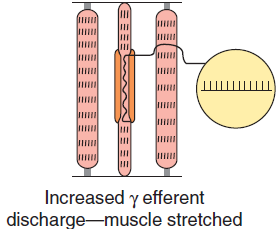 Increased γ efferent
discharge—muscle stretched